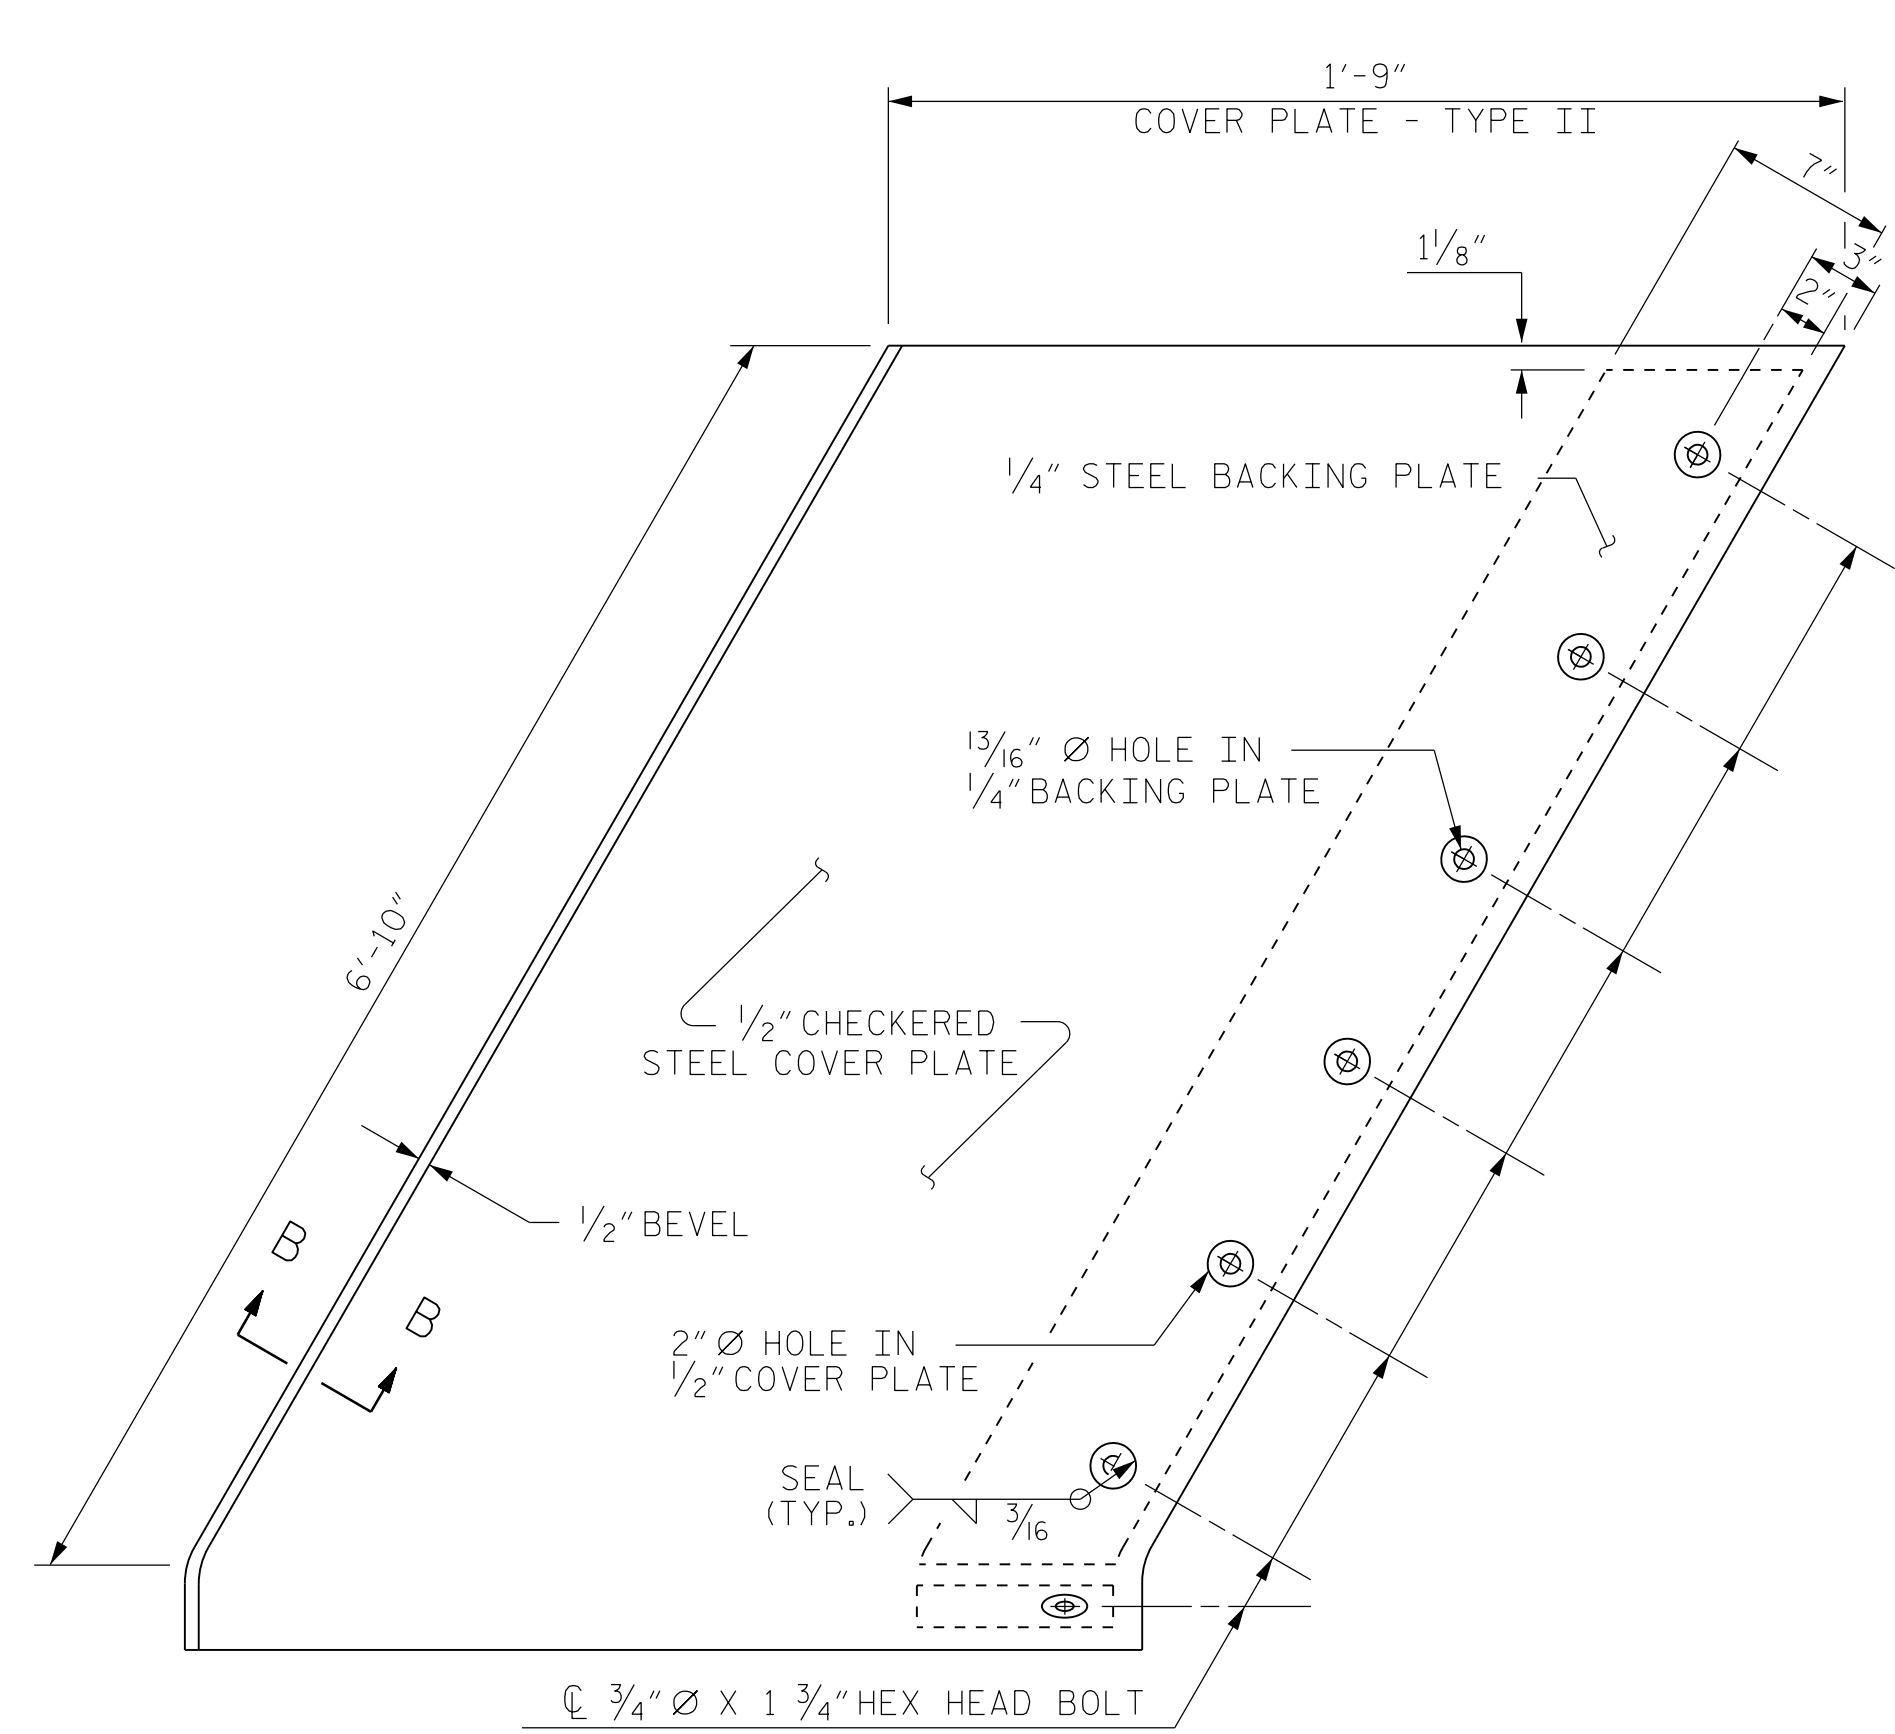 1'-9"
COVER PLATE - TYPE II
7"
3"
2"
1 1/8"
1/4" STEEL BACKING PLATE
13/16" Ø HOLE IN
1/4" BACKING PLATE
6'-10"
1/2" CHECKERED
STEEL COVER PLATE
1/2" BEVEL
B
B
2" Ø HOLE IN
1/2" COVER PLATE
SEAL
(TYP.)
3/16
℄ 3/4" Ø X 1 3/4" HEX HEAD BOLT